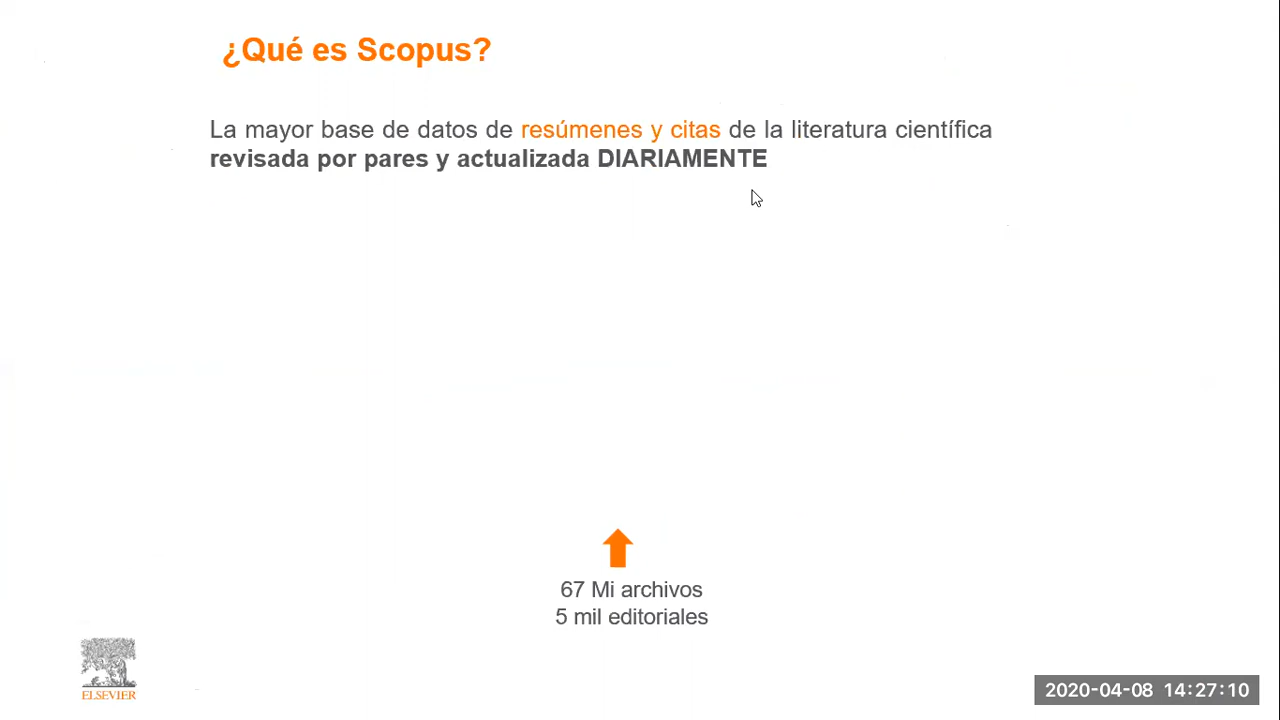 ¿Qué es Scopus?
La mayor base de datos de resúmenes y citas de la literatura científica
revisada por pares y actualizada DIARIAMENTE
67 Mi archivos
5 mil editoriales
ELSEVIER
2020-04-08 14:27:10